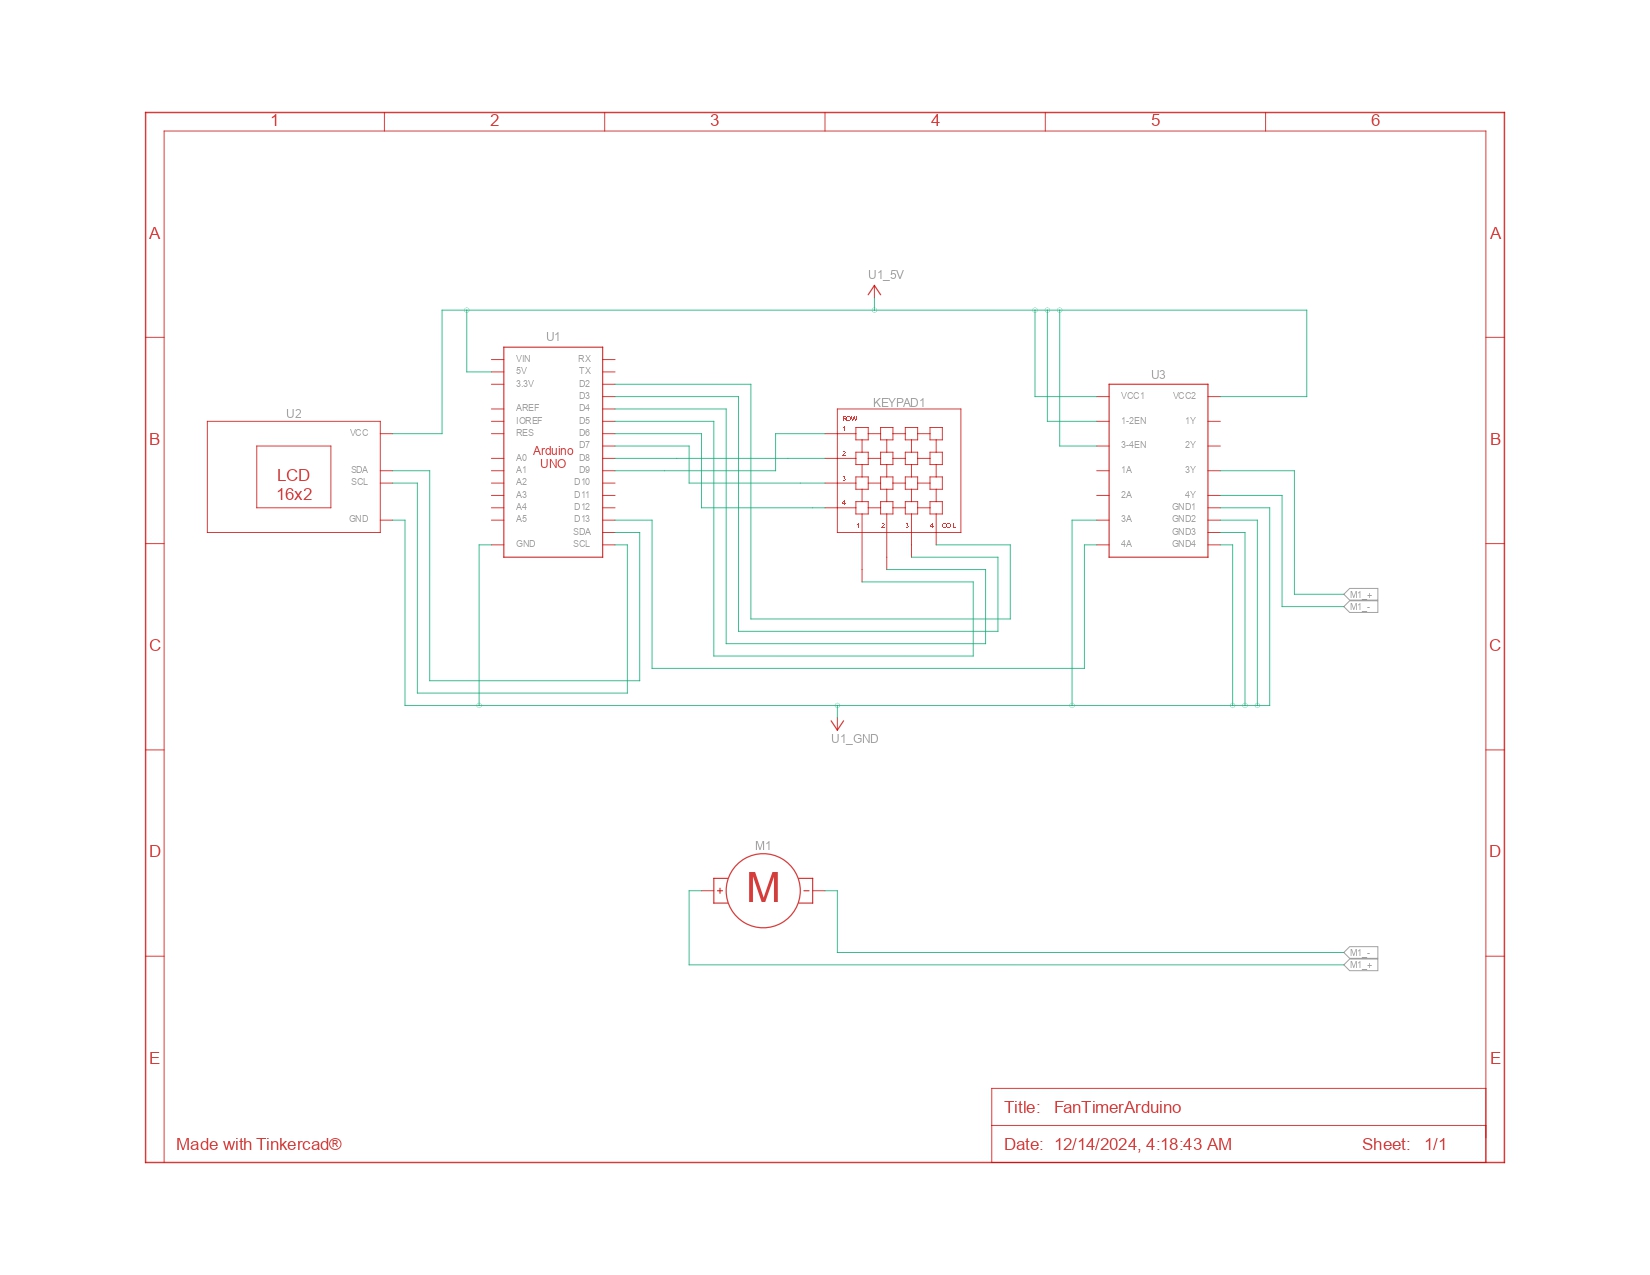 1 2 3 4 5 6
A A
U1_5V
U1
VIN RX
5V TX
3.3V D2
D3
AREF D4
IOREF D5
RES D6
D7
A0 D8
A1 D9
A2 D10
A3 D11
A4 D12
A5 D13
SDA
GND SCL
Arduino
UNO
U2
VCC
SDA
SCL
GND
LCD
16x2
KEYPAD1
ROW
1
2
3
4
1 2 3 4 COL
U3
VCC1 VCC2
1-2EN 1Y
3-4EN 2Y
1A 3Y
2A 4Y
GND1
3A GND2
GND3
4A GND4
B B
M1_+
M1_-
C C
U1_GND
M1
M
+ -
D D
M1_-
M1_+
E E
Title: FanTimerArduino
Made with Tinkercad®
Date: 12/14/2024, 4:18:43 AM Sheet: 1/1